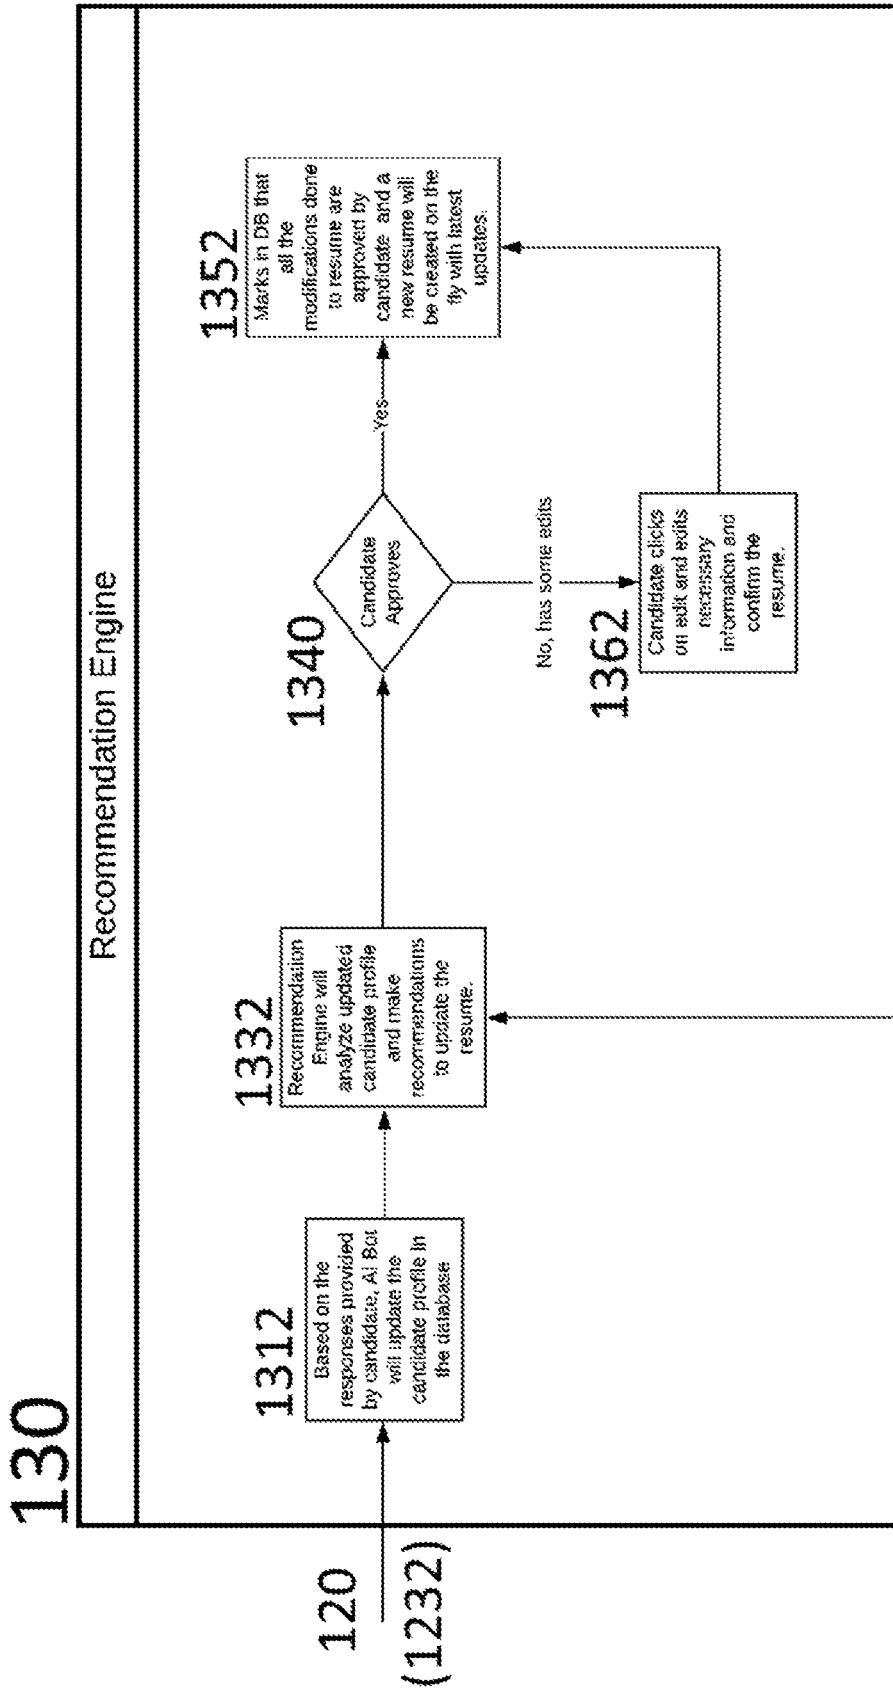 130
Recommendation Engine
120
(1232)
1312
Based on the
responses provided
by candidate, AI Bot
will update the
candidate profile in
the database
1332
Recommendation
Engine will
analyze updated
candidate profile
and make
recommendations
to update the
resume.
1340
Candidate
Approves
Yes
1352
Marks in DB that
all the
modifications done
to resume are
approved by
candidate and a
new resume will
be created on the
fly with latest
updates.
No, has some edits
1362
Candidate clicks
on edit and edits
necessary
information and
confirm the
resume.